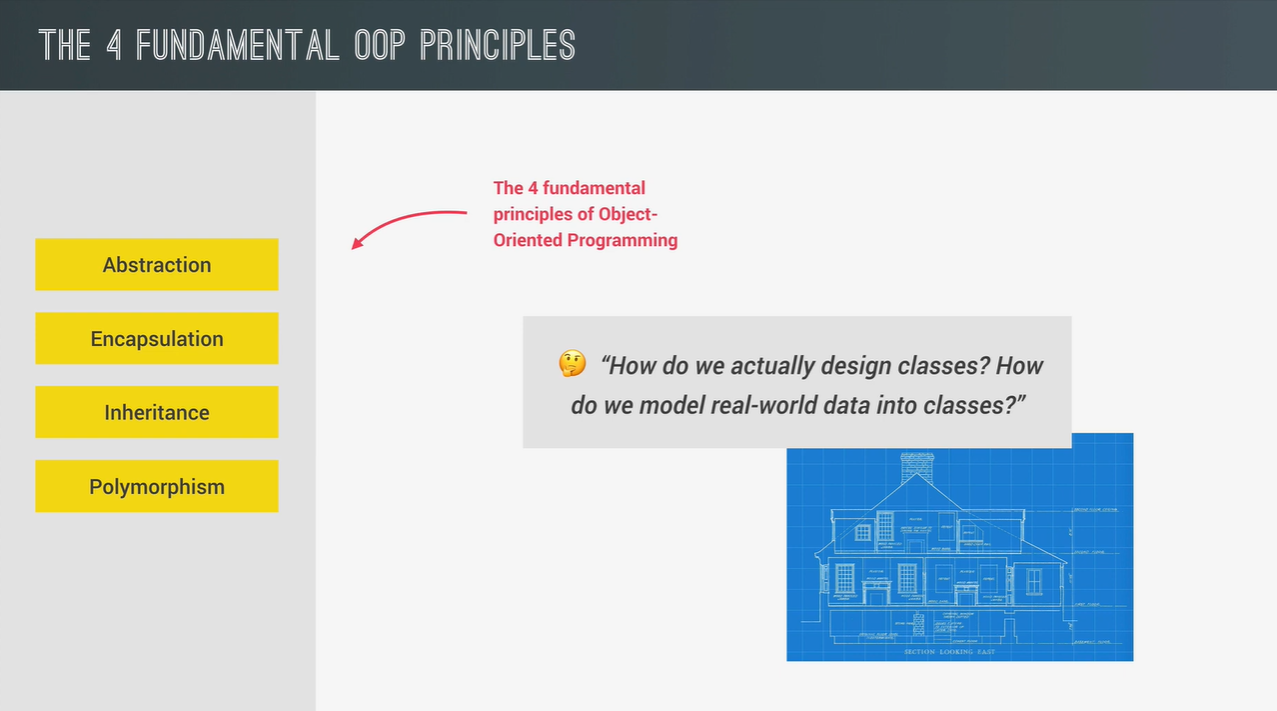 THE 4 FUNDAMENTAL OOP PRINCIPLES
Abstraction
Encapsulation
Inheritance
Polymorphism
The 4 fundamental
principles of Object-
Oriented Programming
🤔 “How do we actually design classes? How
do we model real-world data into classes?”
SECTION LOOKING EAST